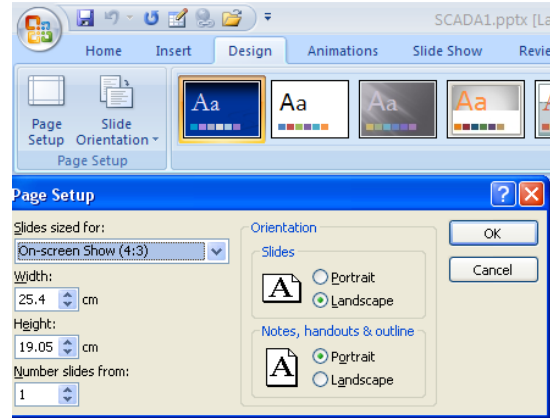 SCADA1.pptx [La
Home Insert Design Animations Slide Show Revie
Page Setup
Slide Orientation
Aa Aa Aa Aa
Page Setup
Page Setup
Slides sized for:
On-screen Show (4:3)
Width:
25.4 cm
Height:
19.05 cm
Number slides from:
1
Orientation
Slides
A
Portrait
Landscape
Notes, handouts & outline
A
Portrait
Landscape
OK
Cancel